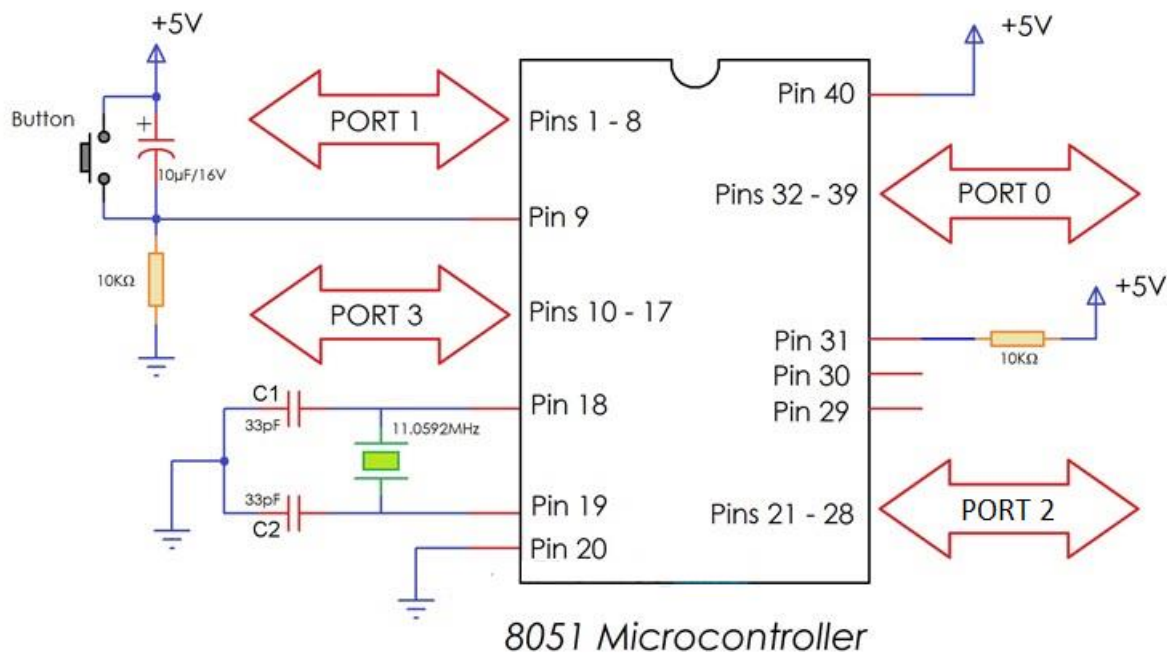 +5V
Button
+
10µF/16V
10KΩ
PORT 1
Pins 1 - 8
Pin 9
PORT 3
Pins 10 - 17
C1
33pF
11.0592MHz
33pF
C2
Pin 18
Pin 19
Pin 20
+5V
Pin 40
Pins 32 - 39
PORT 0
+5V
Pin 31
10KΩ
Pin 30
Pin 29
Pins 21 - 28
PORT 2
8051 Microcontroller